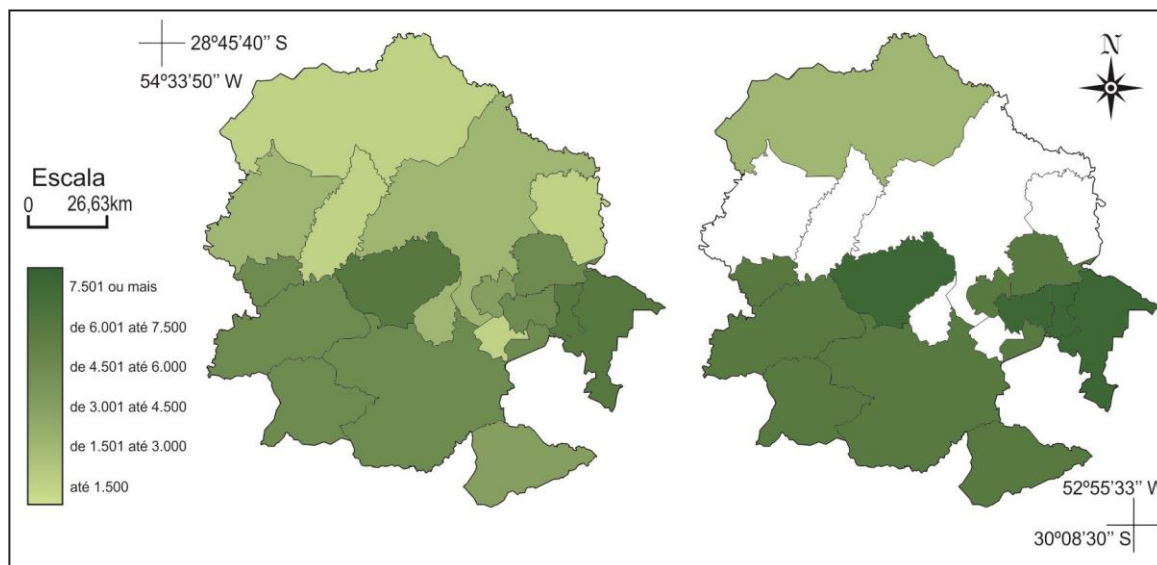 28º45'40'' S
54º33'50'' W
N
Escala
0 26,63km
7.501 ou mais
de 6.001 até 7.500
de 4.501 até 6.000
de 3.001 até 4.500
de 1.501 até 3.000
até 1.500
52º55'33'' W
30º08'30'' S